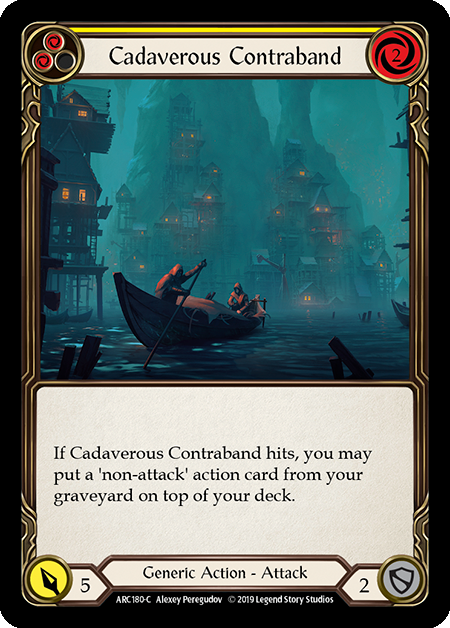 Cadaverous Contraband
2
If Cadaverous Contraband hits, you may
put a 'non-attack' action card from your
graveyard on top of your deck.
5
Generic Action - Attack
2
ARC180-C Alexey Peregudov © 2019 Legend Story Studios